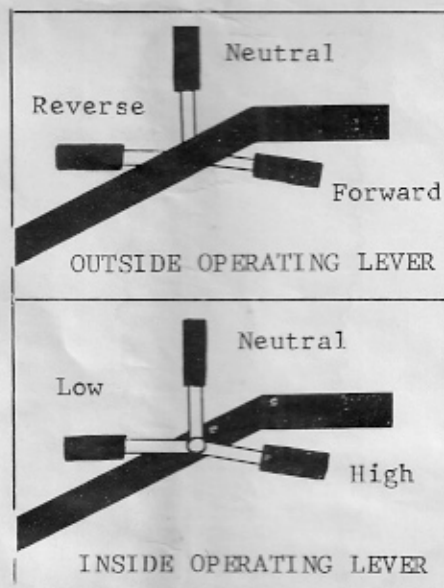 Neutral
Reverse
Forward
OUTSIDE OPERATING LEVER
Neutral
Low
High
INSIDE OPERATING LEVER